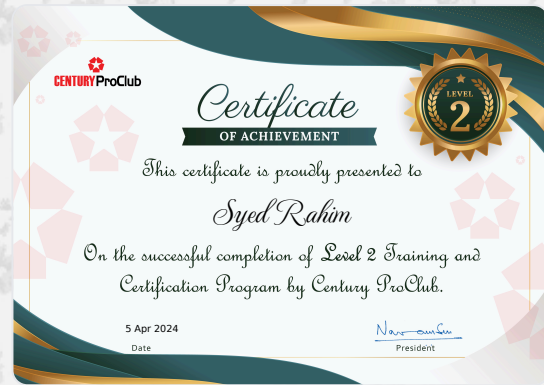 CENTURY ProClub
Certificate
OF ACHIEVEMENT
LEVEL
2
This certificate is proudly presented to
Syed Rahim
On the successful completion of Level 2 Training and
Certification Program by Century ProClub.
5 Apr 2024
Date
President